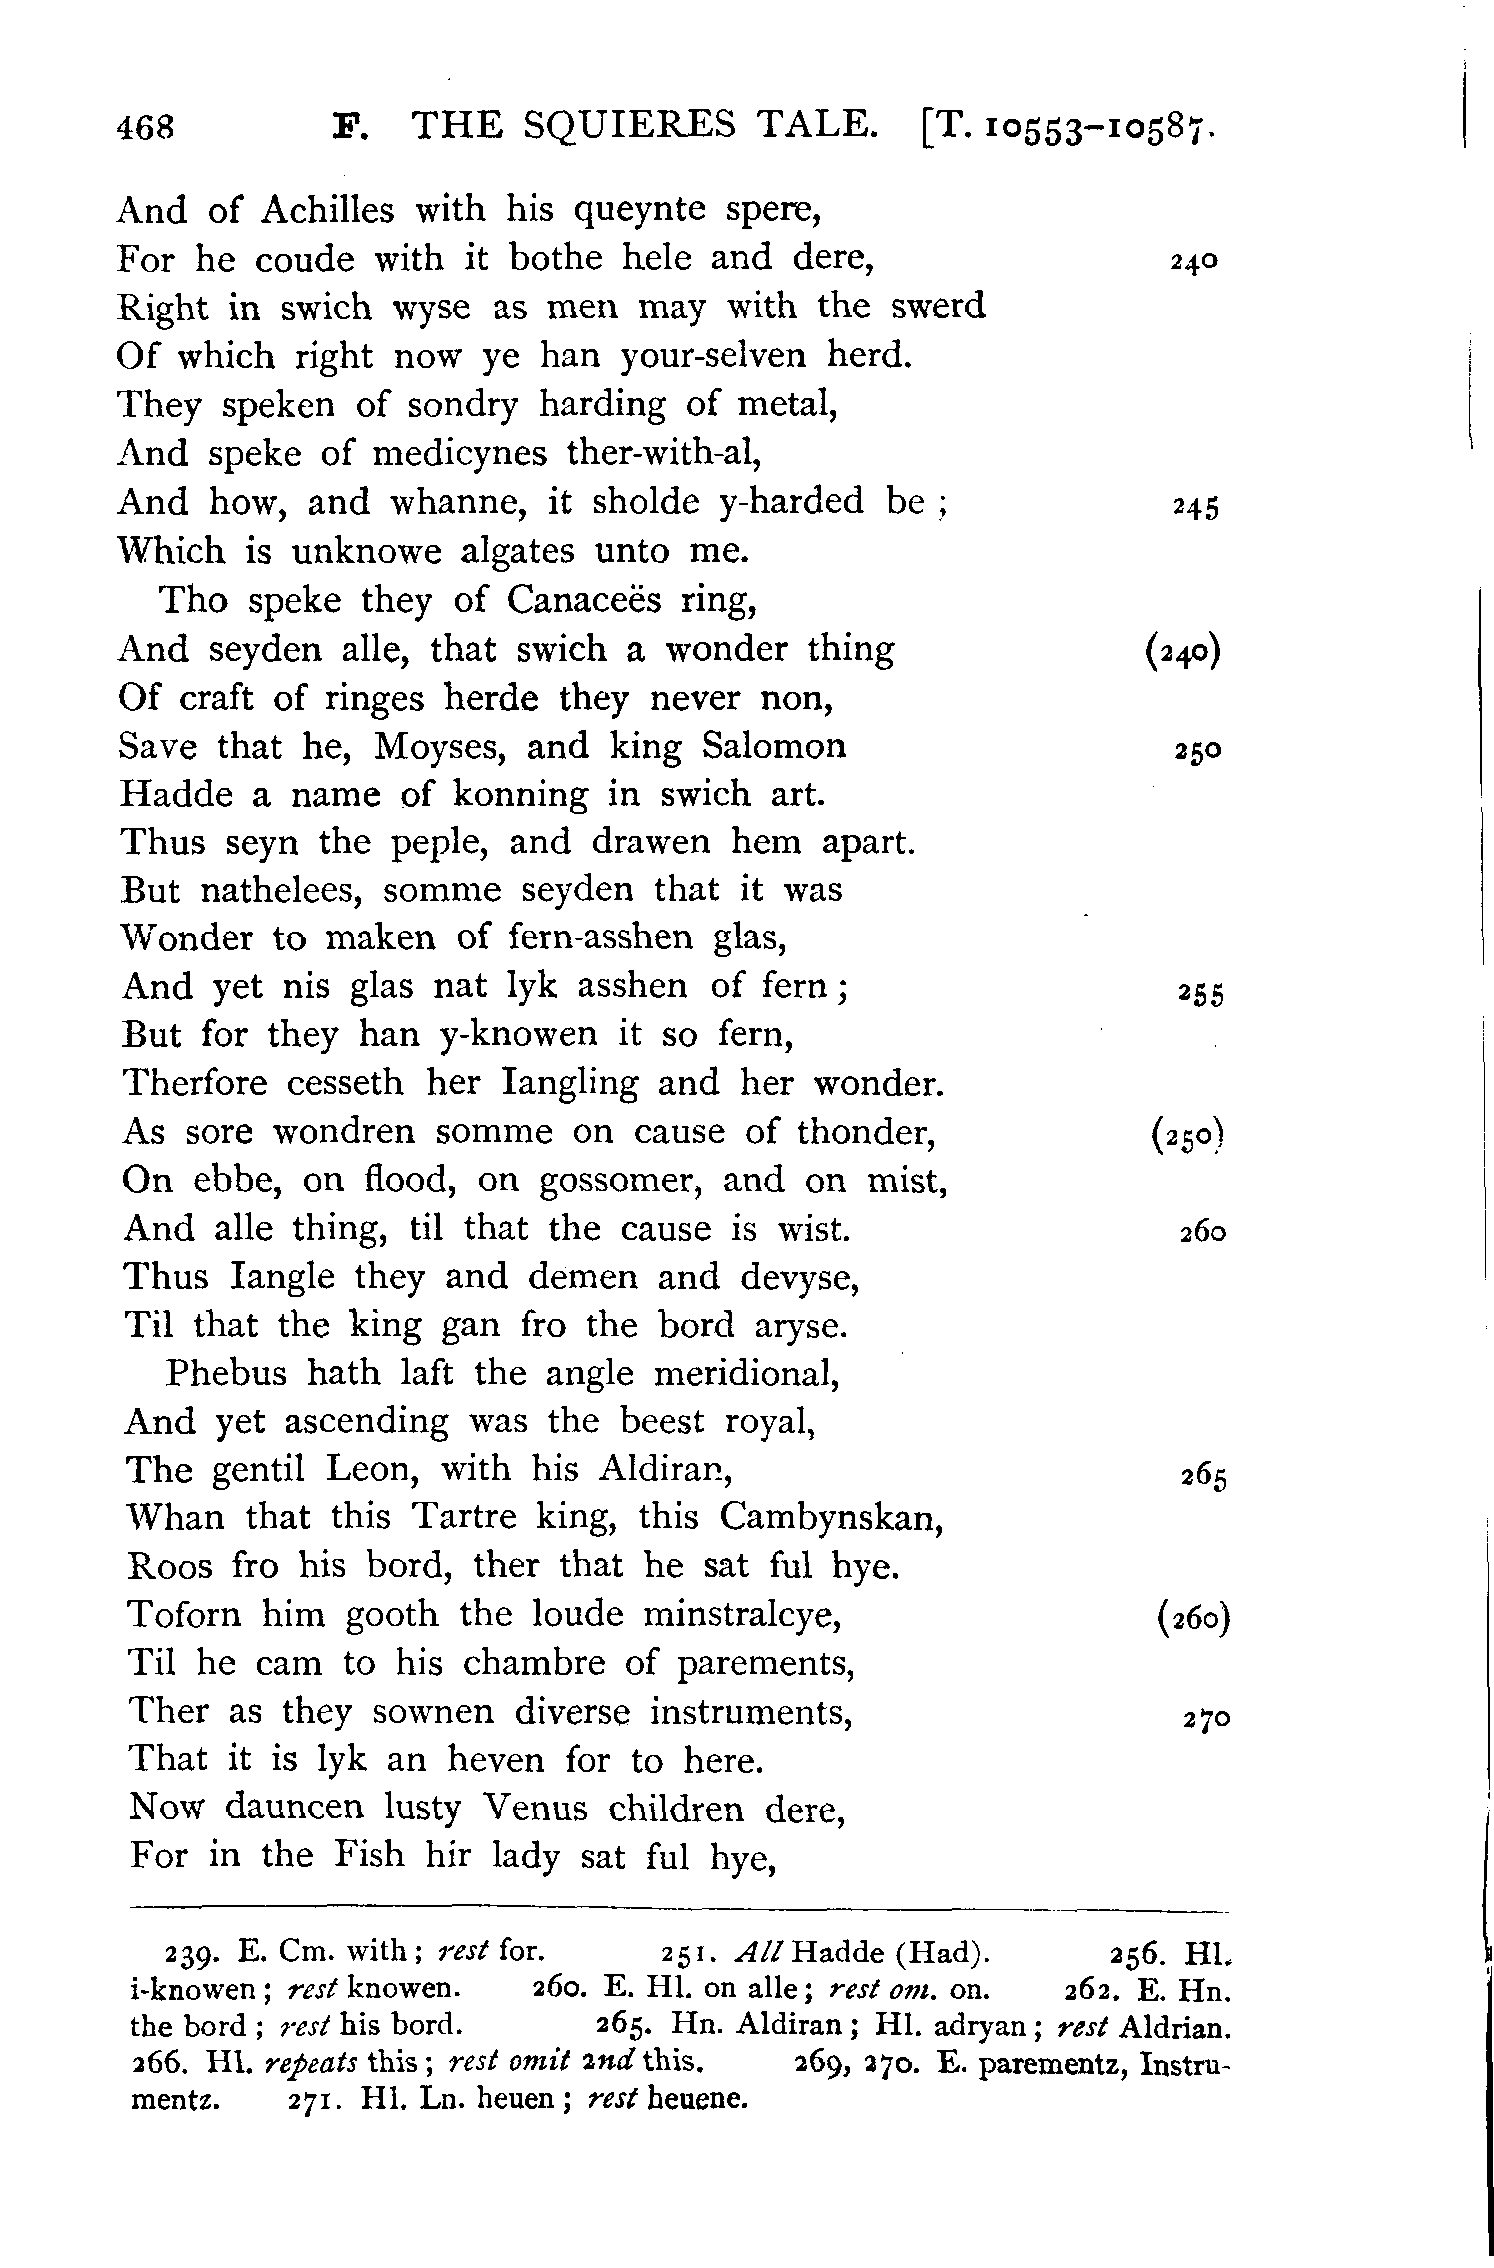 468 F. THE SQUIERES TALE. [T. 10553-10587.
And of Achilles with his queynte spere,
For he coude with it bothe hele and dere, 240
Right in swich wyse as men may with the swerd
Of which right now ye han your-selven herd.
They speken of sondry harding of metal,
And speke of medicynes ther-with-al,
And how, and whanne, it sholde y-harded be ; 245
Which is unknowe algates unto me.
Tho speke they of Canaceës ring,
And seyden alle, that swich a wonder thing (240)
Of craft of ringes herde they never non,
Save that he, Moyses, and king Salomon 250
Hadde a name of konning in swich art.
Thus seyn the peple, and drawen hem apart.
But nathelees, somme seyden that it was
Wonder to maken of fern-asshen glas,
And yet nis glas nat lyk asshen of fern ; 255
But for they han y-knowen it so fern,
Therfore cesseth her Iangling and her wonder.
As sore wondren somme on cause of thonder, (250)
On ebbe, on flood, on gossomer, and on mist,
And alle thing, til that the cause is wist. 260
Thus Iangle they and demen and devyse,
Til that the king gan fro the bord aryse.
Phebus hath laft the angle meridional,
And yet ascending was the beest royal,
The gentil Leon, with his Aldiran, 265
Whan that this Tartre king, this Cambynskan,
Roos fro his bord, ther that he sat ful hye.
Toforn him gooth the loude minstralcye, (260)
Til he cam to his chambre of parements,
Ther as they sownen diverse instruments, 270
That it is lyk an heven for to here.
Now dauncen lusty Venus children dere,
For in the Fish hir lady sat ful hye,
239. E. Cm. with ; rest for. 251. All Hadde (Had). 256. Hl.
i-knowen ; rest knowen. 260. E. Hl. on alle ; rest om. on. 262. E. Hn.
the bord ; rest his bord. 265. Hn. Aldiran ; Hl. adryan ; rest Aldrian.
266. Hl. repeats this ; rest omit 2nd this. 269, 270. E. parementz, Instru-
mentz. 271. Hl. Ln. heuen ; rest heuene.